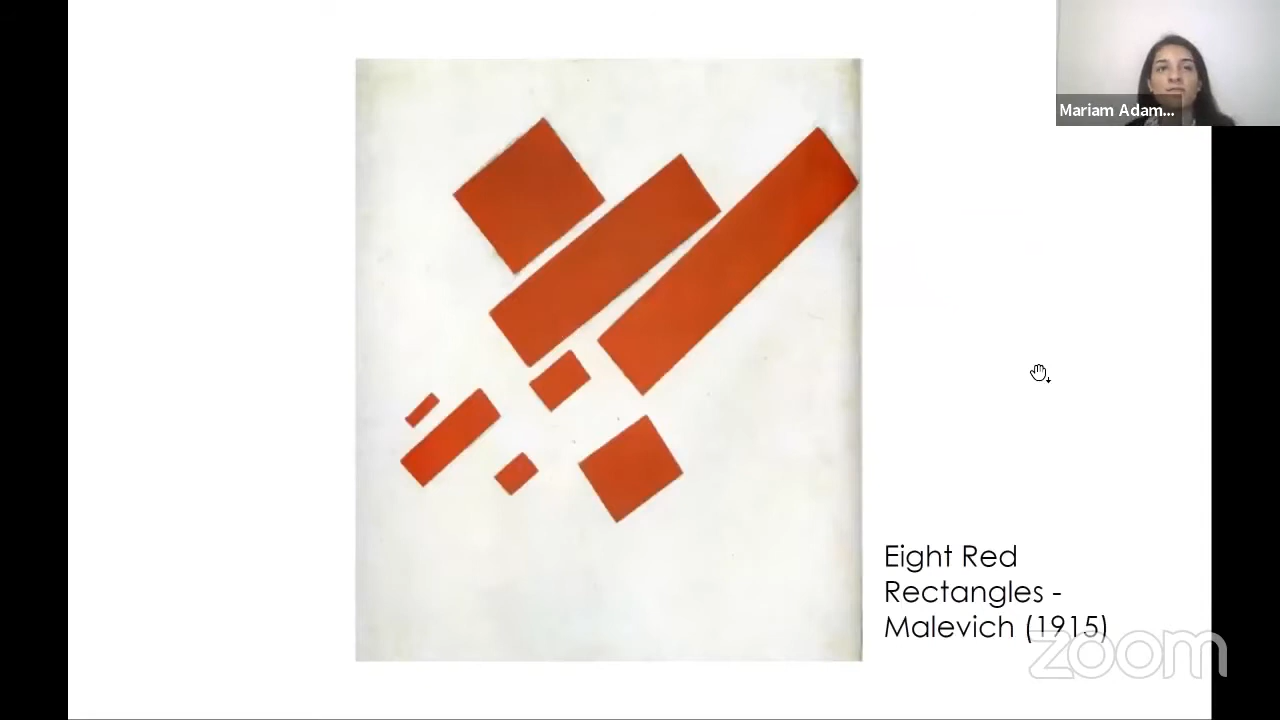 Mariam Adam...
Eight Red
Rectangles -
Malevich (1915)
zoom